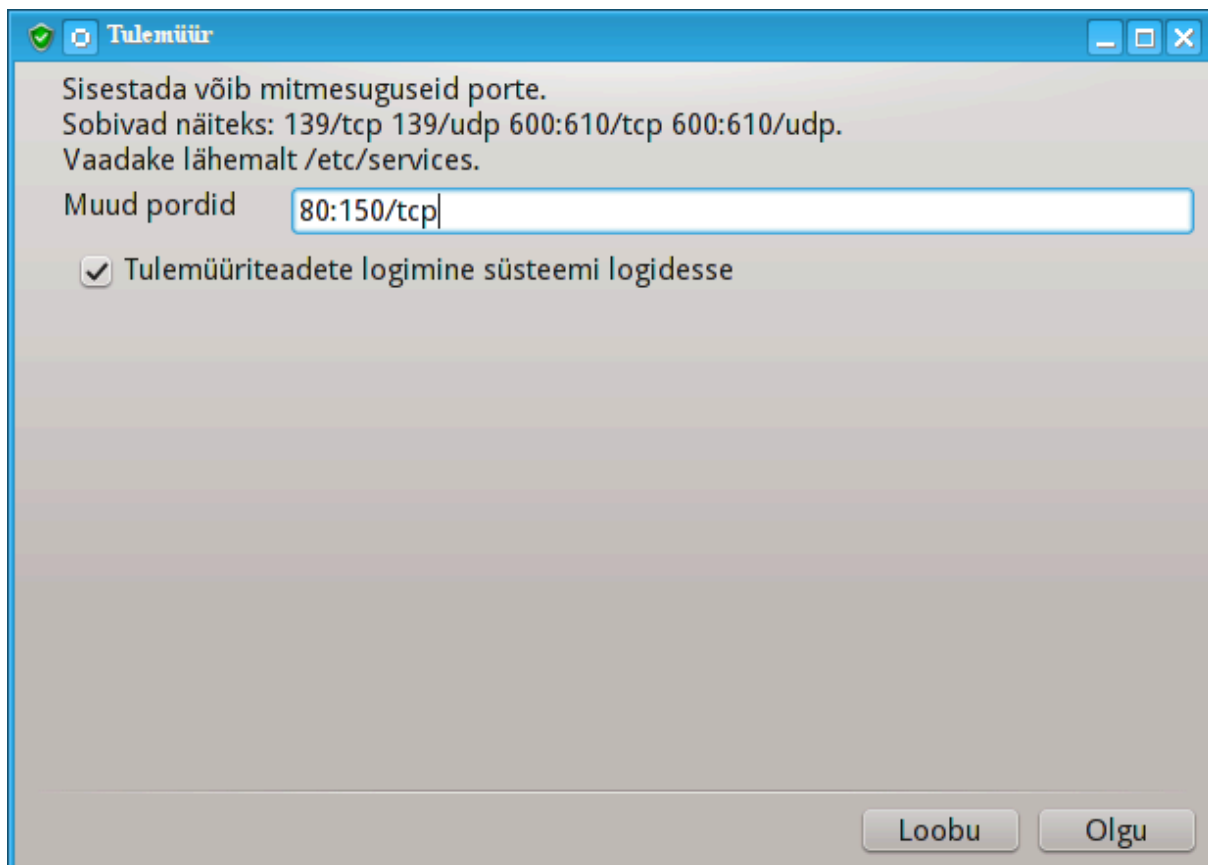 Tulemüür
Sisestada võib mitmesuguseid porte.
Sobivad näiteks: 139/tcp 139/udp 600:610/tcp 600:610/udp.
Vaadake lähemalt /etc/services.
Muud pordid 80:150/tcp
Tulemüüriteadete logimine süsteemi logidesse
Loobu Olgu